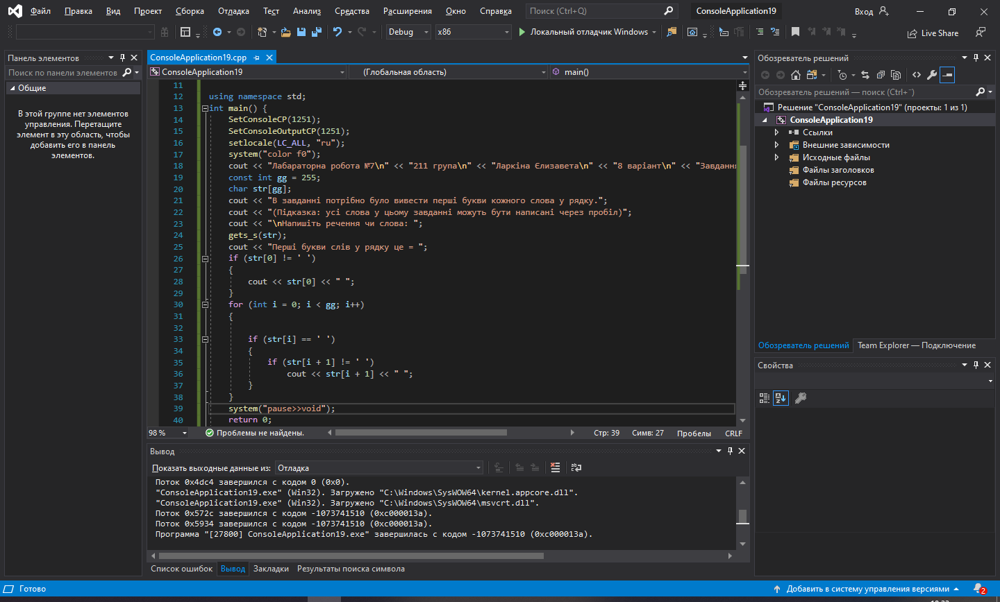 Файл Правка Вид Проект Сборка Отладка Тест Анализ Средства Расширения Окно Справка Поиск (Ctrl+Q) ConsoleApplication19 Вход
Debug x86 Локальный отладчик Windows Live Share
Панель элементов
Поиск по панели элементов
Общие
В этой группе нет элементов
управления. Перетащите
элемент в эту область, чтобы
добавить его в панель
элементов.
ConsoleApplication19.cpp
ConsoleApplication19 (Глобальная область) main()
11
12 using namespace std;
13 int main() {
14 SetConsoleCP(1251);
15 SetConsoleOutputCP(1251);
16 setlocale(LC_ALL, "ru");
17 system("color f0");
18 cout << "Лабараторна робота №7\n" << "211 група\n" << "Ларкіна Єлизавета\n" << "8 варіант\n" << "Завдання
19 const int gg = 255;
20 char str[gg];
21 cout << "В завданні потрібно було вивести перші букви кожного слова у рядку.";
22 cout << "(Підказка: усі слова у цьому завданні можуть бути написані через пробіл)";
23 cout << "\nНапишіть речення чи слова: ";
24 gets_s(str);
25 cout << "Перші букви слів у рядку це = ";
26 if (str[0] != ' ')
27 {
28 cout << str[0] << " ";
29 }
30 for (int i = 0; i < gg; i++)
31 {
32
33 if (str[i] == ' ')
34 {
35 if (str[i + 1] != ' ')
36 cout << str[i + 1] << " ";
37 }
38 }
39 system("pause>>void");
40 return 0;
98 % Проблемы не найдены. Стр: 39 Симв: 27 Пробелы CRLF
Вывод
Показать выходные данные из: Отладка
Поток 0x4dc4 завершился с кодом 0 (0x0).
"ConsoleApplication19.exe" (Win32). Загружено "C:\Windows\SysWOW64\kernel.appcore.dll".
"ConsoleApplication19.exe" (Win32). Загружено "C:\Windows\SysWOW64\msvcrt.dll".
Поток 0x572c завершился с кодом -1073741510 (0xc000013a).
Поток 0x5934 завершился с кодом -1073741510 (0xc000013a).
Программа "[27800] ConsoleApplication19.exe" завершилась с кодом -1073741510 (0xc000013a).
Список ошибок Вывод Закладки Результаты поиска символа
Обозреватель решений
Обозреватель решений — поиск (Ctrl+¨)
Решение "ConsoleApplication19" (проекты: 1 из 1)
ConsoleApplication19
Ссылки
Внешние зависимости
Исходные файлы
Файлы заголовков
Файлы ресурсов
Обозреватель решений Team Explorer — Подключение
Свойства
Готово Добавить в систему управления версиями 2